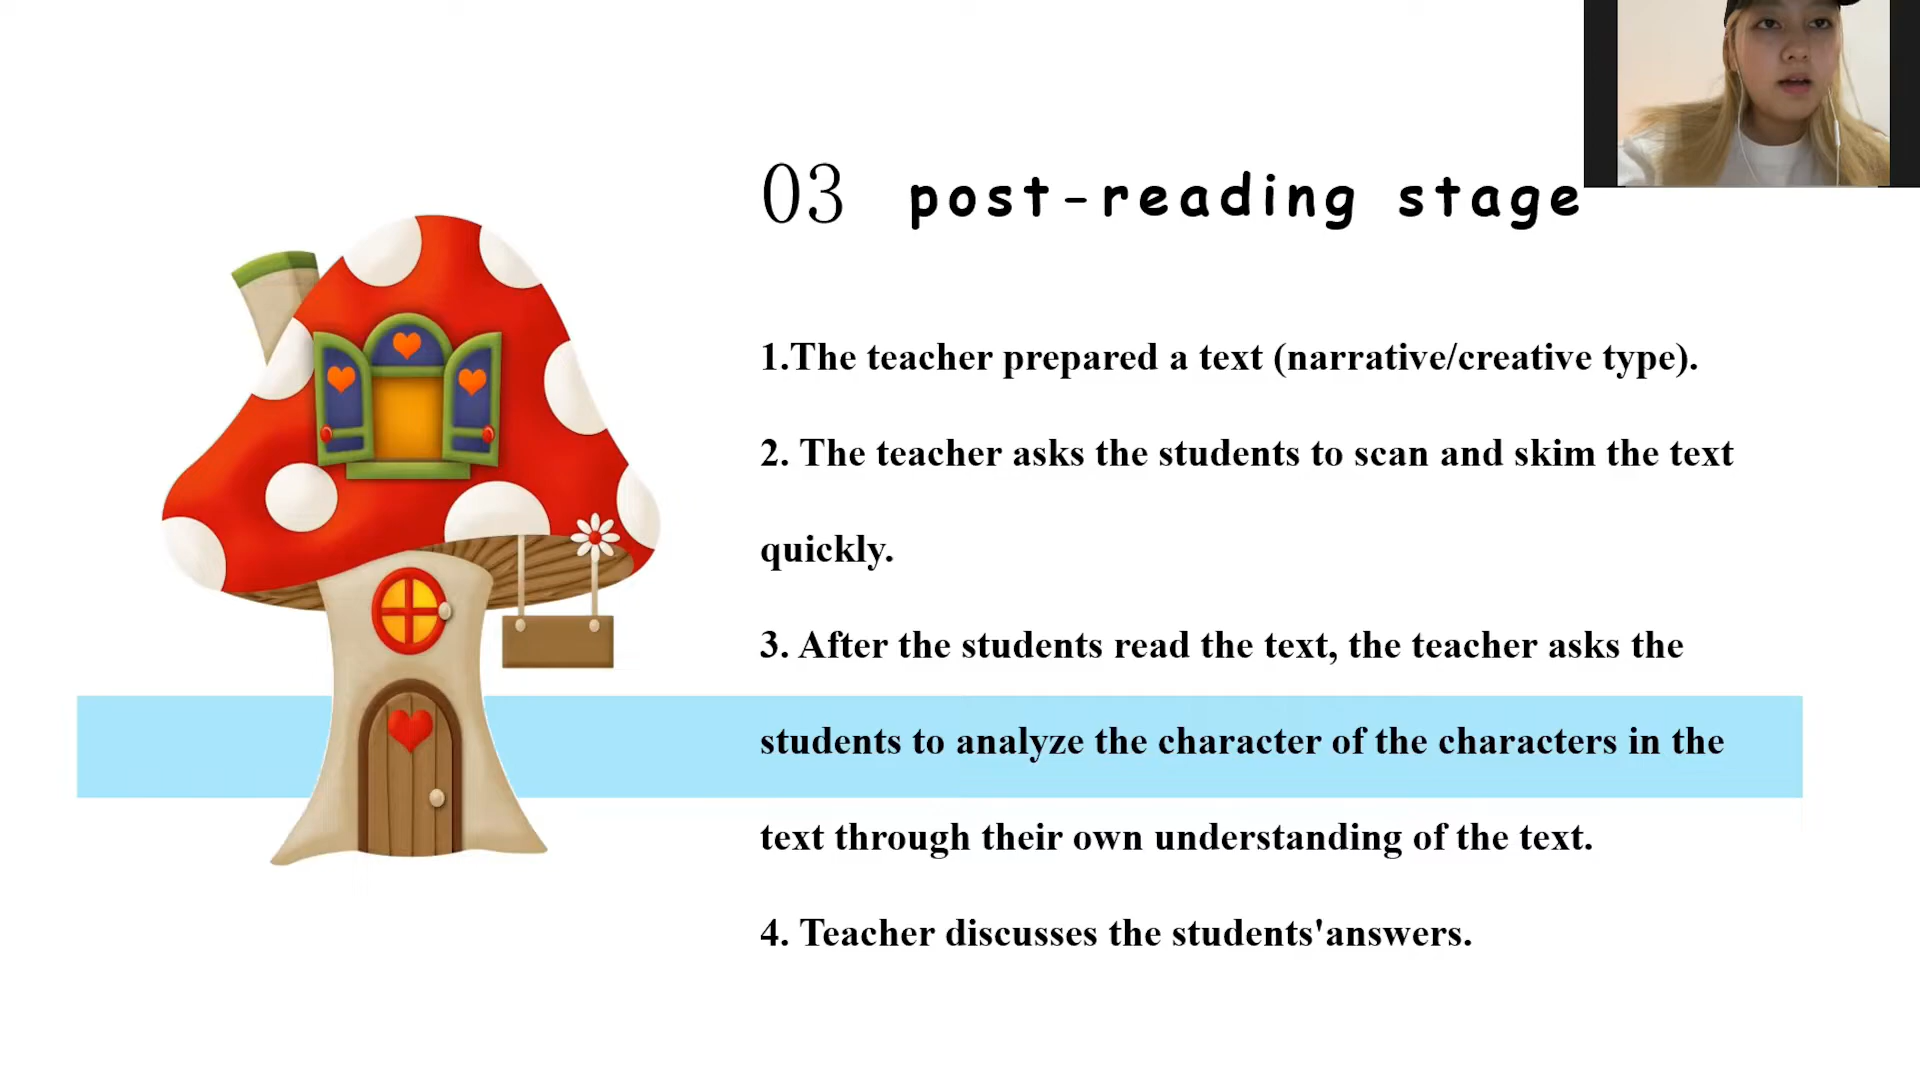 03 post-reading stage
1.The teacher prepared a text (narrative/creative type).
2. The teacher asks the students to scan and skim the text
quickly.
3. After the students read the text, the teacher asks the
students to analyze the character of the characters in the
text through their own understanding of the text.
4. Teacher discusses the students'answers.